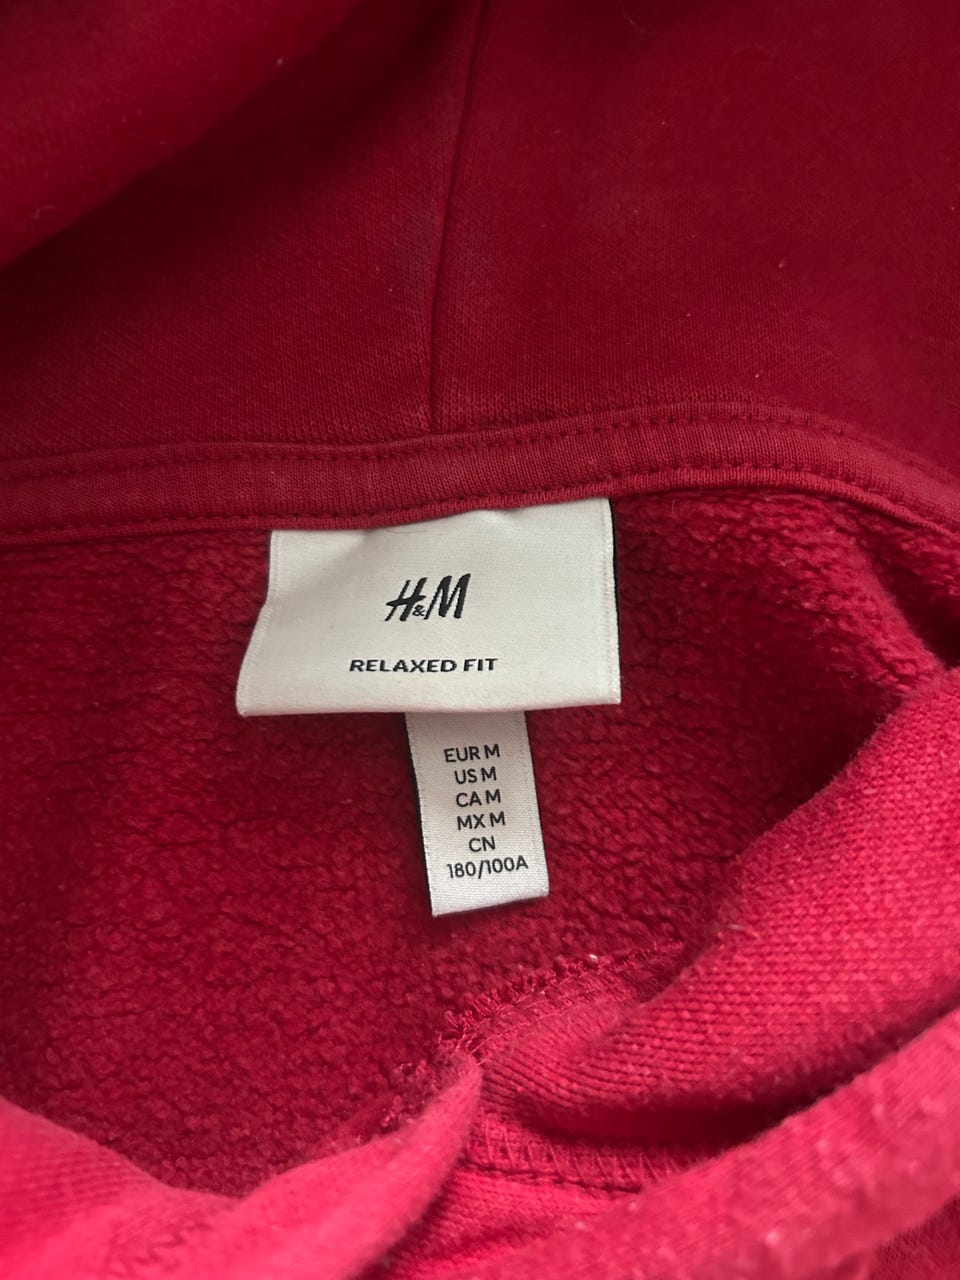 H&M
RELAXED FIT
EUR M
US M
CA M
MX M
CN
180/100A